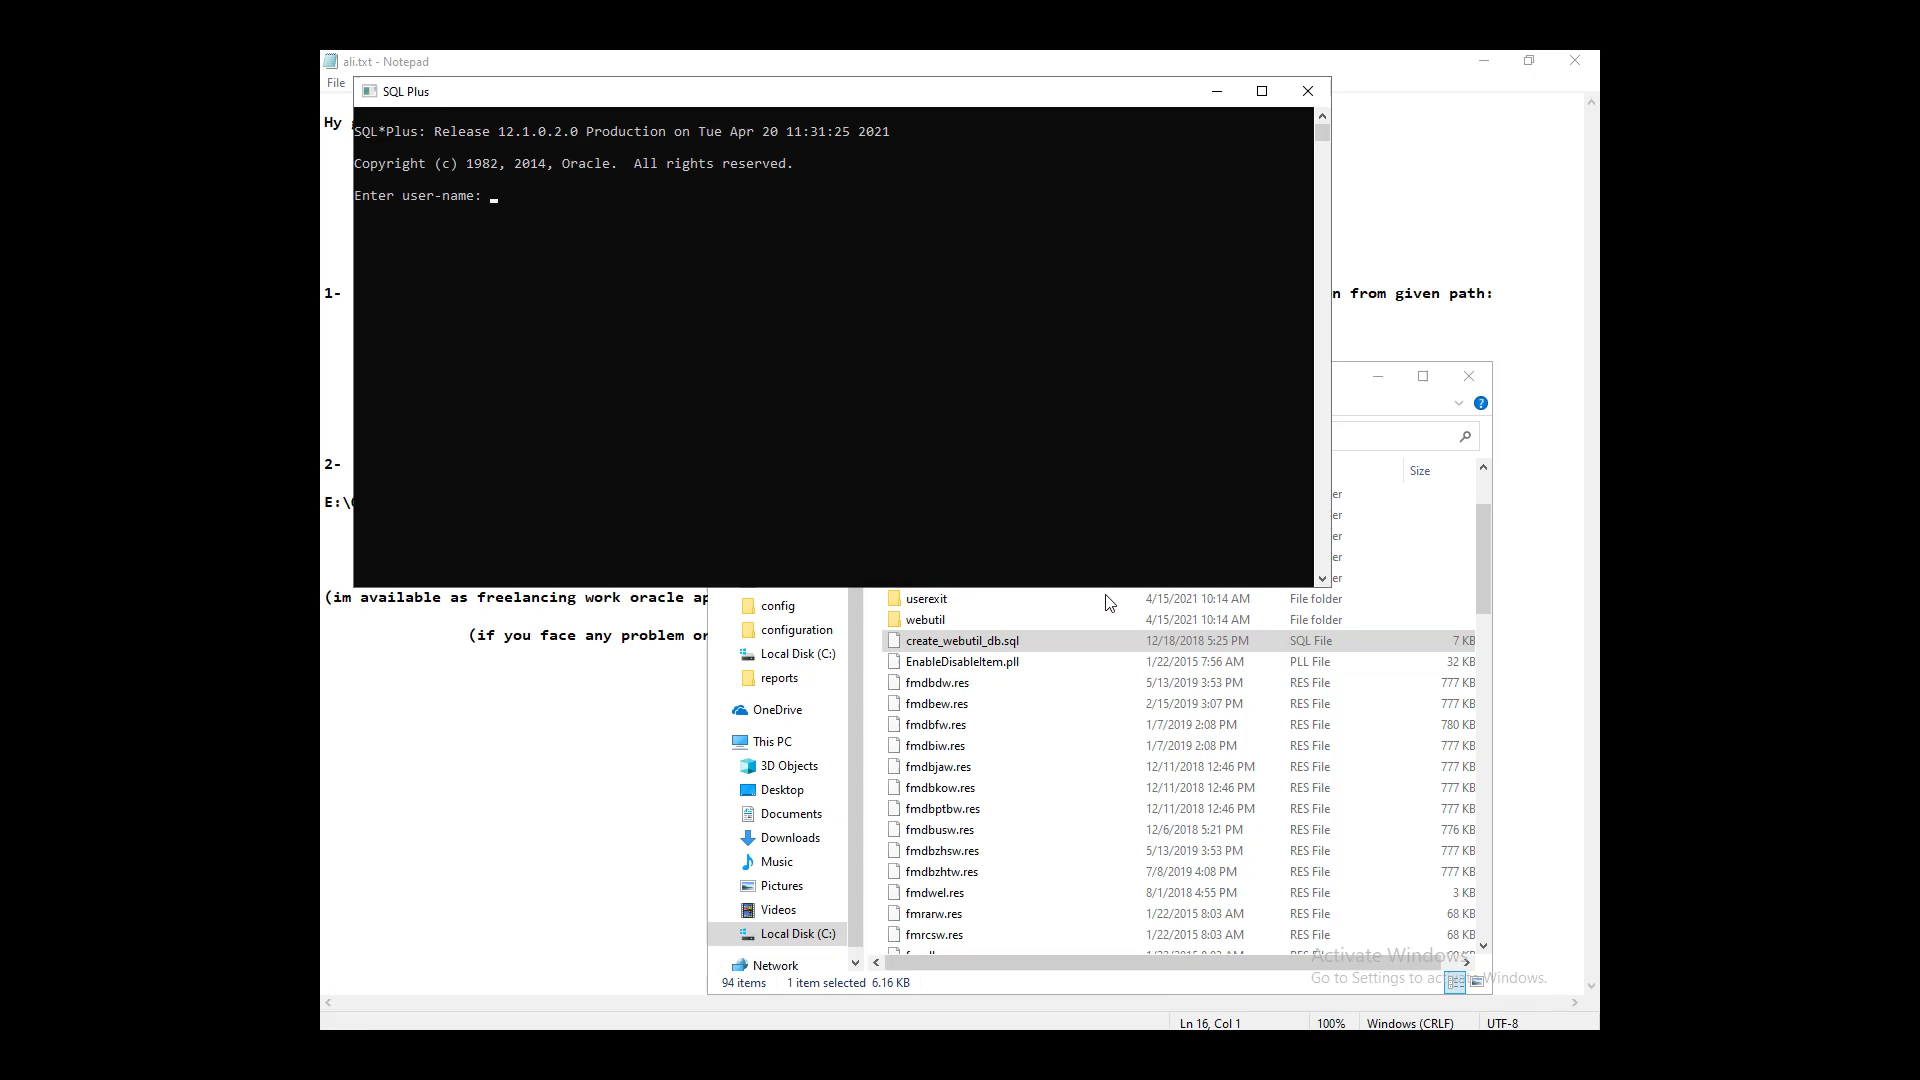 ali.txt - Notepad
File
SQL Plus
Hy
SQL*Plus: Release 12.1.0.2.0 Production on Tue Apr 20 11:31:25 2021
Copyright (c) 1982, 2014, Oracle.  All rights reserved.
Enter user-name:
1-
n from given path:
2-
E:\
Size
er
er
er
er
er
(im available as freelancing work oracle ap
(if you face any problem or
config
configuration
Local Disk (C:)
reports
OneDrive
This PC
3D Objects
Desktop
Documents
Downloads
Music
Pictures
Videos
Local Disk (C:)
Network
userexit 4/15/2021 10:14 AM File folder
webutil 4/15/2021 10:14 AM File folder
create_webutil_db.sql 12/18/2018 5:25 PM SQL File 7 KB
EnableDisableItem.pll 1/22/2015 7:56 AM PLL File 32 KB
fmdbdw.res 5/13/2019 3:53 PM RES File 777 KB
fmdbew.res 2/15/2019 3:07 PM RES File 777 KB
fmdbfw.res 1/7/2019 2:08 PM RES File 780 KB
fmdbiw.res 1/7/2019 2:08 PM RES File 777 KB
fmdbjaw.res 12/11/2018 12:46 PM RES File 777 KB
fmdbkow.res 12/11/2018 12:46 PM RES File 777 KB
fmdbptbw.res 12/11/2018 12:46 PM RES File 777 KB
fmdbusw.res 12/6/2018 5:21 PM RES File 776 KB
fmdbzhsw.res 5/13/2019 3:53 PM RES File 777 KB
fmdbzhtw.res 7/8/2019 4:08 PM RES File 777 KB
fmdwel.res 8/1/2018 4:55 PM RES File 3 KB
fmrarw.res 1/22/2015 8:03 AM RES File 68 KB
fmrcsw.res 1/22/2015 8:03 AM RES File 68 KB
94 items 1 item selected 6.16 KB
Activate Windows
Go to Settings to activate Windows.
Ln 16, Col 1 100% Windows (CRLF) UTF-8